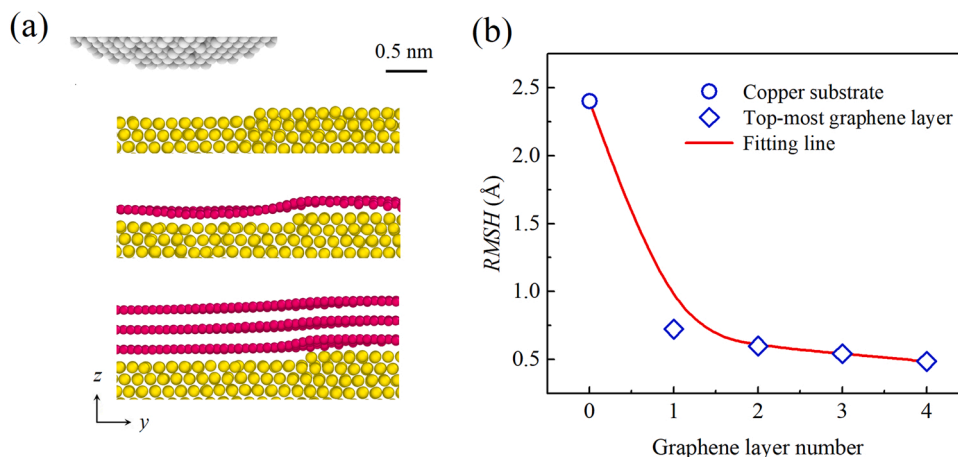 (a)
0.5 nm
z
y
(b)
Copper substrate
Top-most graphene layer
Fitting line
RMSH (Å)
2.5
2.0
1.5
1.0
0.5
0 1 2 3 4
Graphene layer number